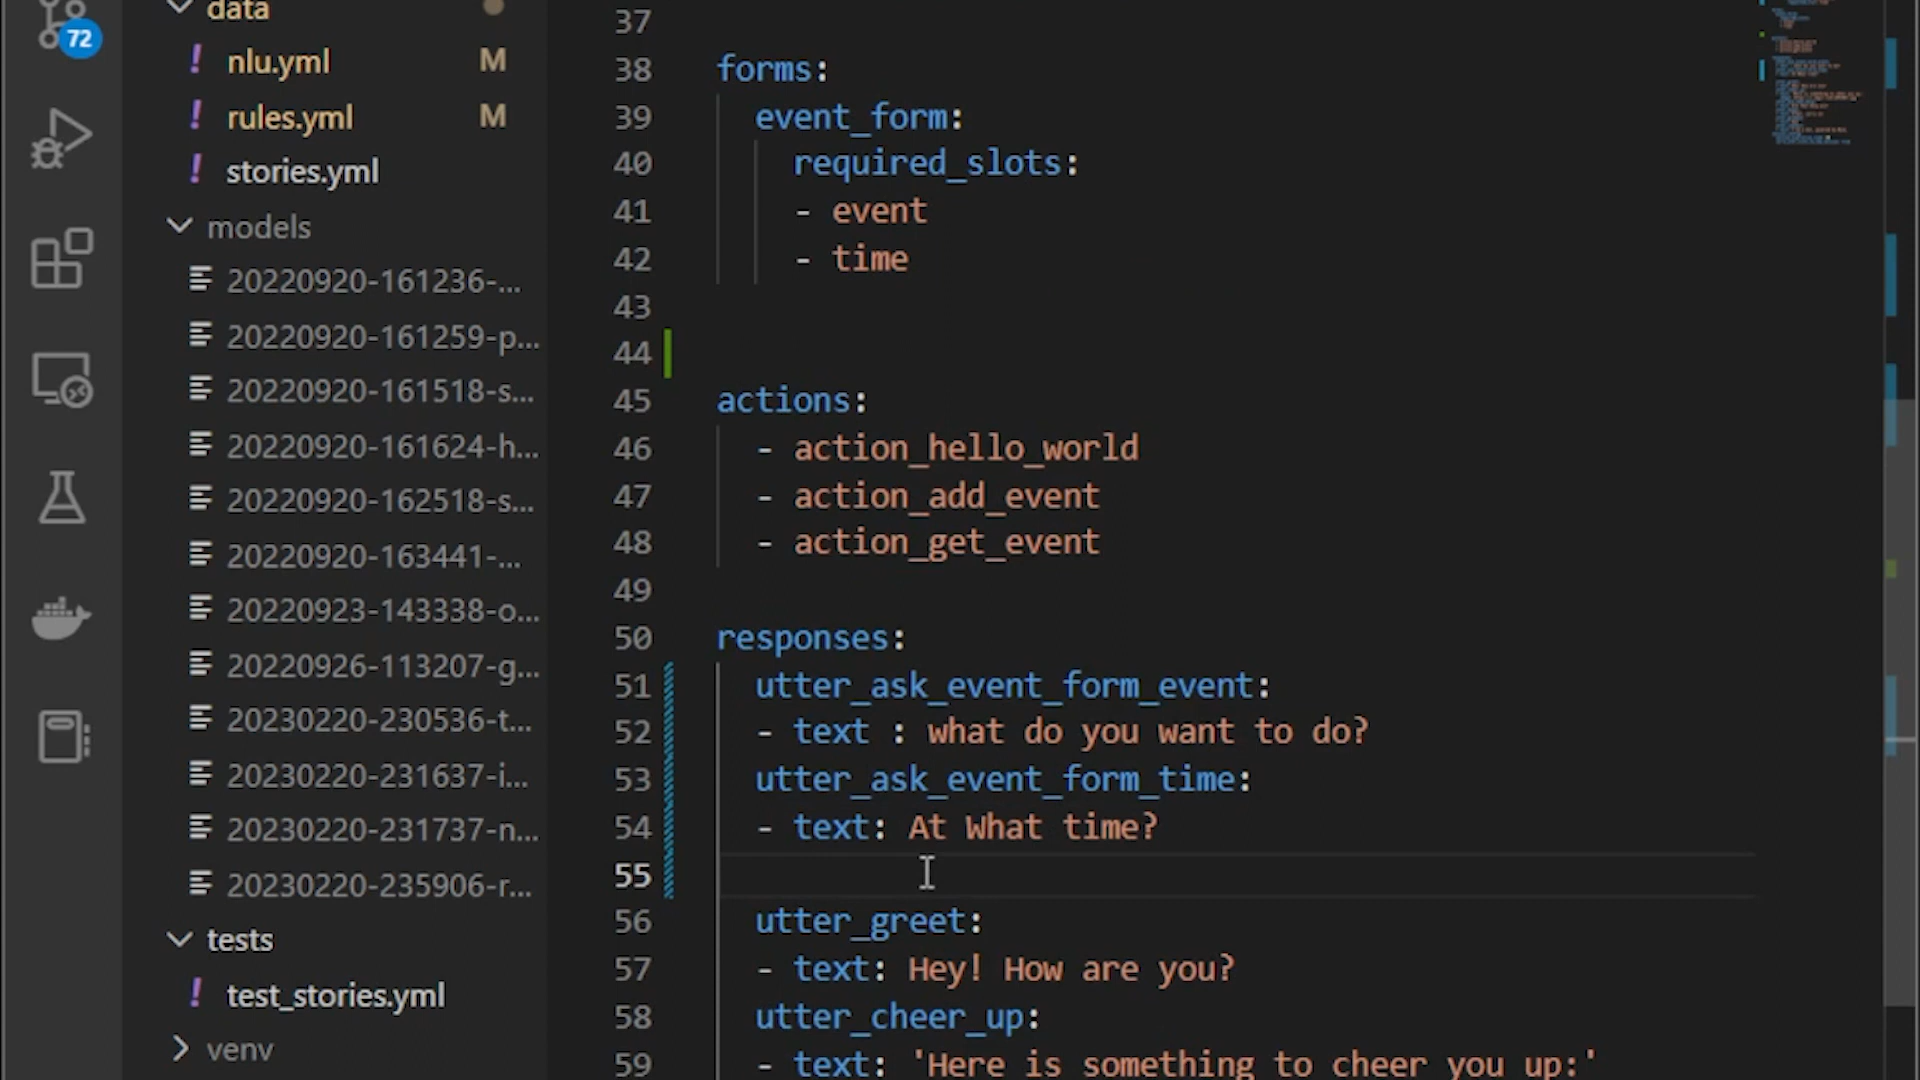 72
data
! nlu.yml M
! rules.yml M
! stories.yml
models
20220920-161236-...
20220920-161259-p...
20220920-161518-s...
20220920-161624-h...
20220920-162518-s...
20220920-163441-...
20220923-143338-o...
20220926-113207-g...
20230220-230536-t...
20230220-231637-i...
20230220-231737-n...
20230220-235906-r...
tests
! test_stories.yml
venv
37
38 forms:
39 event_form:
40 required_slots:
41 - event
42 - time
43
44
45 actions:
46 - action_hello_world
47 - action_add_event
48 - action_get_event
49
50 responses:
51 utter_ask_event_form_event:
52 - text : what do you want to do?
53 utter_ask_event_form_time:
54 - text: At What time?
55
56 utter_greet:
57 - text: Hey! How are you?
58 utter_cheer_up:
59 - text: 'Here is something to cheer you up:'